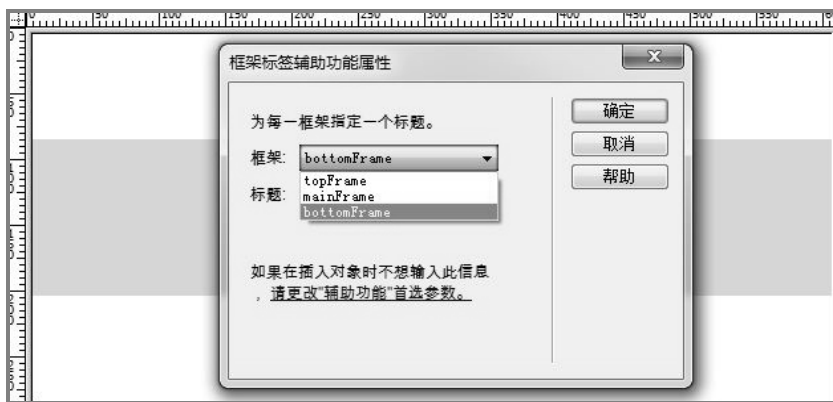 0 50 100 150 200 250 300 350 400 450 500 550
框架标签辅助功能属性
为每一框架指定一个标题。
确定
取消
框架: bottomFrame
帮助
topFrame
标题: mainFrame
bottomFrame
如果在插入对象时不想输入此信息
，请更改"辅助功能"首选参数。